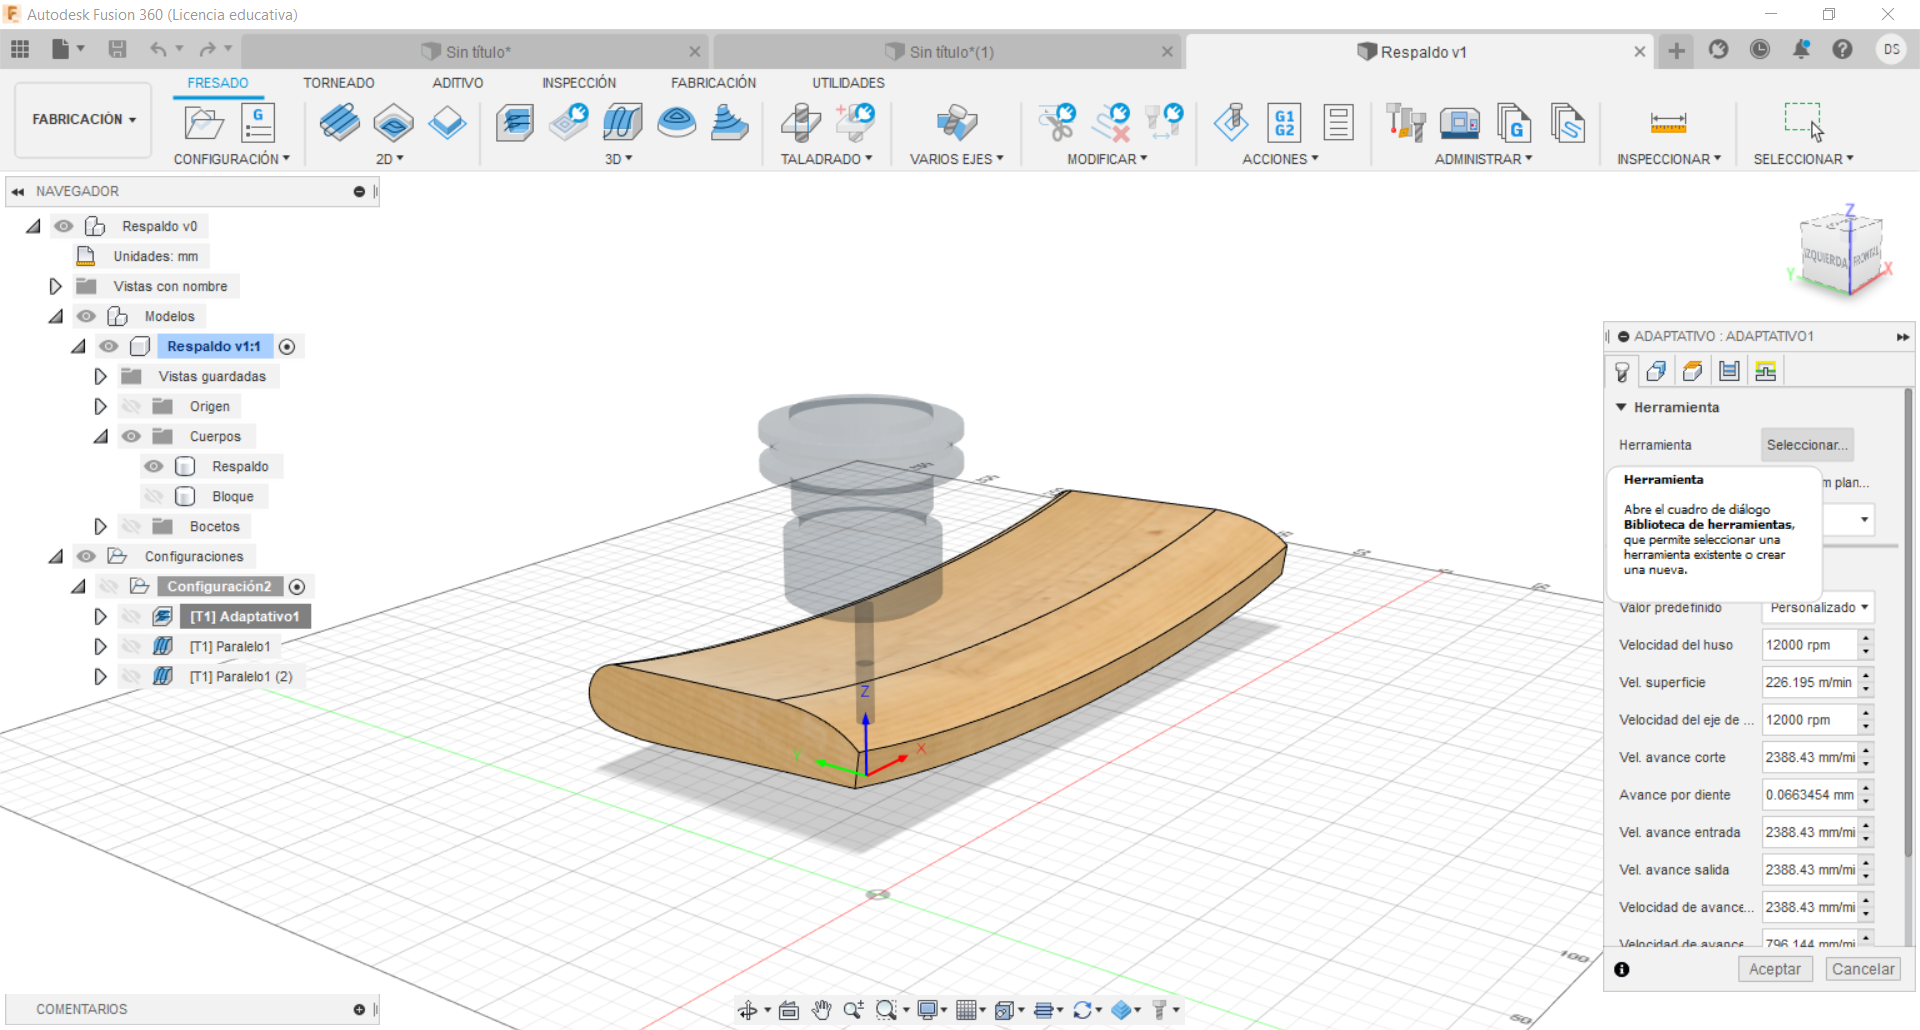 Autodesk Fusion 360 (Licencia educativa)
Sin título*
Sin título*(1)
Respaldo v1
DS
FRESADO
TORNEADO
ADITIVO
INSPECCIÓN
FABRICACIÓN
UTILIDADES
FABRICACIÓN
G
G1
G2
G
CONFIGURACIÓN
2D
3D
TALADRADO
VARIOS EJES
MODIFICAR
ACCIONES
ADMINISTRAR
INSPECCIONAR
SELECCIONAR
NAVEGADOR
Respaldo v0
Unidades: mm
Vistas con nombre
Modelos
Respaldo v1:1
Vistas guardadas
Origen
Cuerpos
Respaldo
Bloque
Bocetos
Configuraciones
Configuración2
[T1] Adaptativo1
[T1] Paralelo1
[T1] Paralelo1 (2)
Z
IZQUIERDA
FRONTAL
Y
X
Z
Y
X
100
50
ADAPTATIVO : ADAPTATIVO1
Herramienta
Herramienta
Seleccionar...
Herramienta
Abre el cuadro de diálogo
Biblioteca de herramientas,
que permite seleccionar una
herramienta existente o crear
una nueva.
m plan...
Valor predefinido
Personalizado
Velocidad del huso
12000 rpm
Vel. superficie
226.195 m/min
Velocidad del eje de ...
12000 rpm
Vel. avance corte
2388.43 mm/mi
Avance por diente
0.0663454 mm
Vel. avance entrada
2388.43 mm/mi
Vel. avance salida
2388.43 mm/mi
Velocidad de avance...
2388.43 mm/mi
Velocidad de avance
796.144 mm/mi
Aceptar
Cancelar
COMENTARIOS